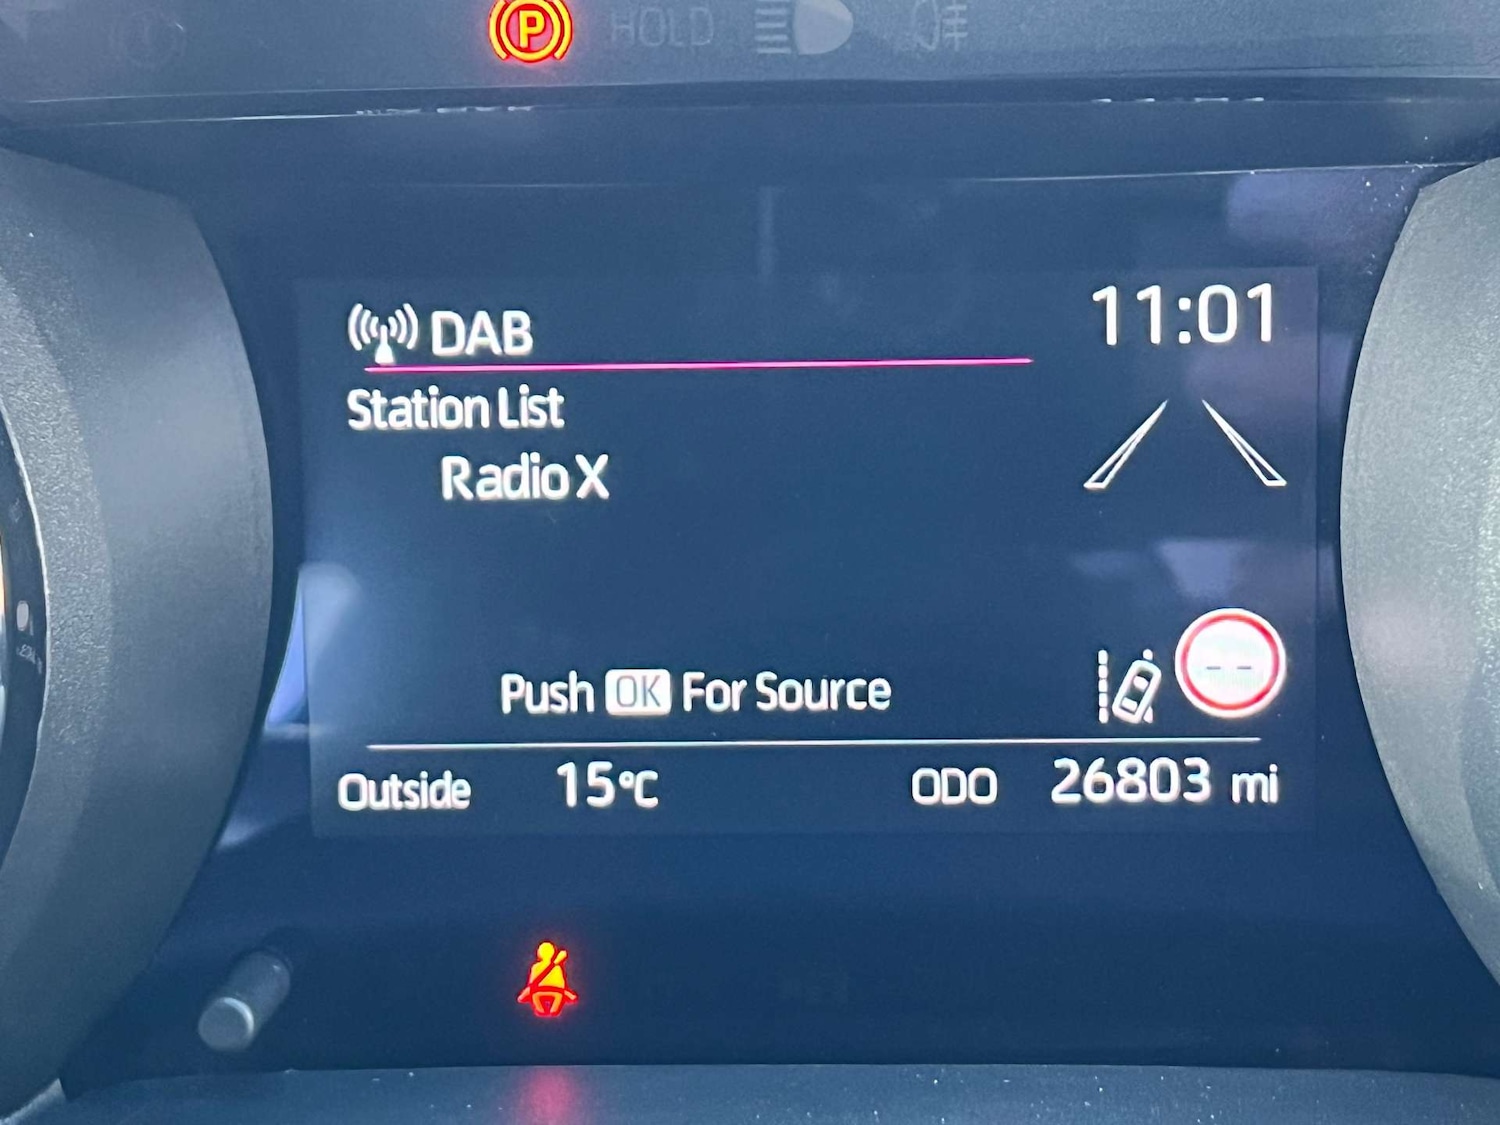 P HOLD
DAB
11:01
Station List
Radio X
Push OK For Source
-- --
Outside 15°C ODO 26803 mi